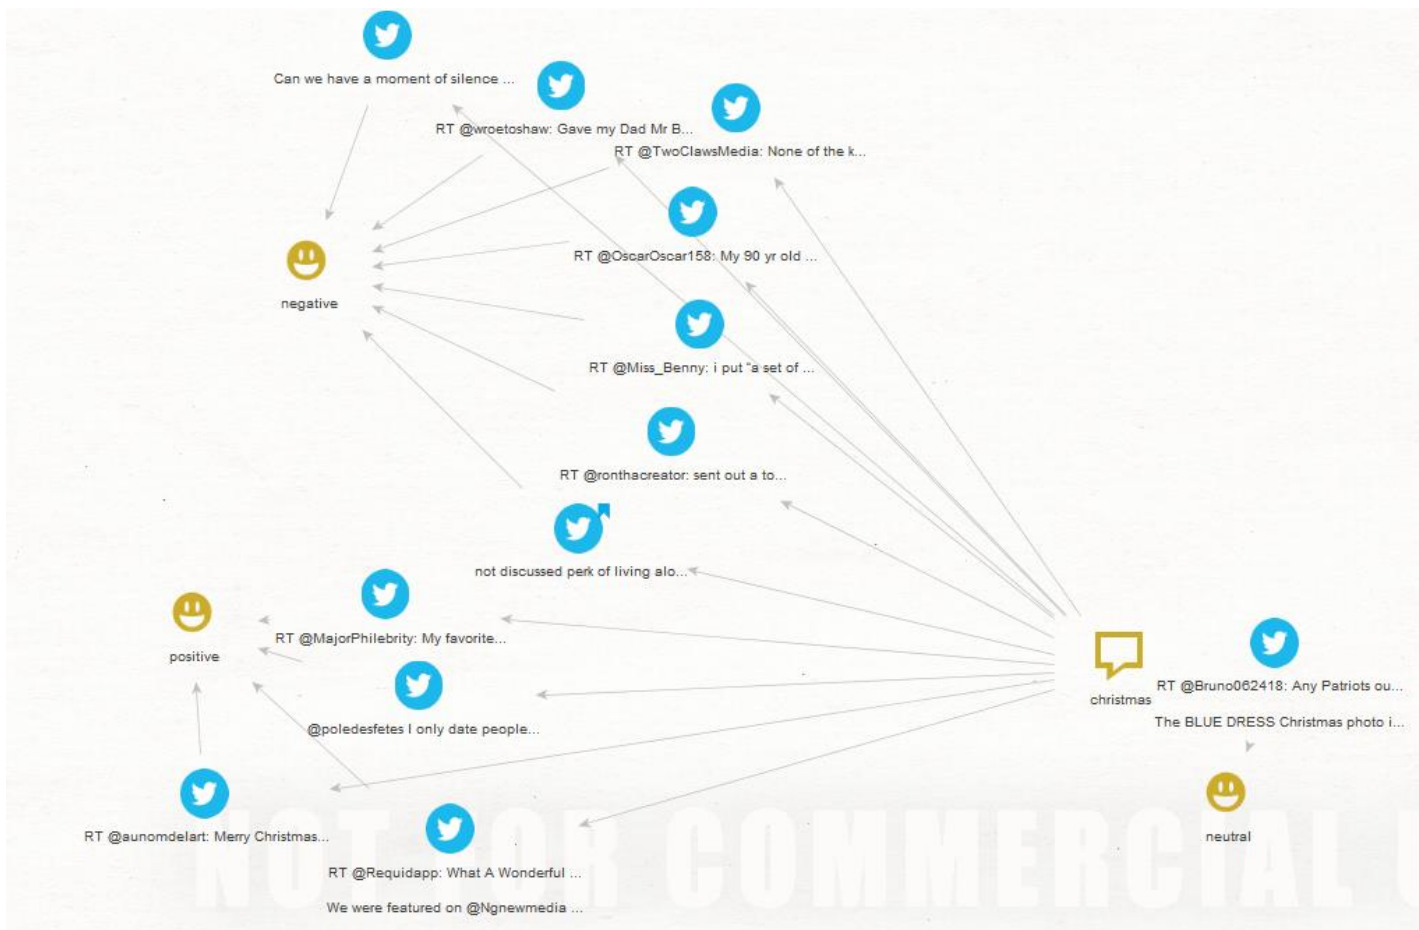 Can we have a moment of silence ...
RT @wroetoshaw: Gave my Dad Mr B...
RT @TwoClawsMedia: None of the k...
RT @OscarOscar158: My 90 yr old ...
negative
RT @Miss_Benny: i put "a set of ...
RT @ronthacreator: sent out a to...
not discussed perk of living alo...
RT @MajorPhilebrity: My favorite...
positive
@poledesfetes I only date people...
christmas
RT @Bruno062418: Any Patriots ou...
The BLUE DRESS Christmas photo i...
neutral
RT @aunomdelart: Merry Christmas...
RT @Requidapp: What A Wonderful ...
We were featured on @Ngnewmedia ...
NOT FOR COMMERCIAL U